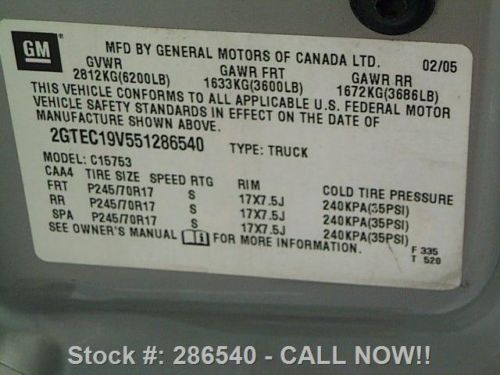 GM
MFD BY GENERAL MOTORS OF CANADA LTD. 02/05
GVWR GAWR FRT GAWR RR
2812KG(6200LB) 1633KG(3600LB) 1672KG(3686LB)
THIS VEHICLE CONFORMS TO ALL APPLICABLE U.S. FEDERAL MOTOR
VEHICLE SAFETY STANDARDS IN EFFECT ON THE DATE OF
MANUFACTURE SHOWN ABOVE.
2GTEC19V551286540 TYPE: TRUCK
MODEL: C15753
CAA4 TIRE SIZE SPEED RTG RIM COLD TIRE PRESSURE
FRT P245/70R17 S 17X7.5J 240KPA(35PSI)
RR P245/70R17 S 17X7.5J 240KPA(35PSI)
SPA P245/70R17 S 17X7.5J 240KPA(35PSI)
SEE OWNER'S MANUAL FOR MORE INFORMATION. F 335
T 520
Stock #: 286540 - CALL NOW!!